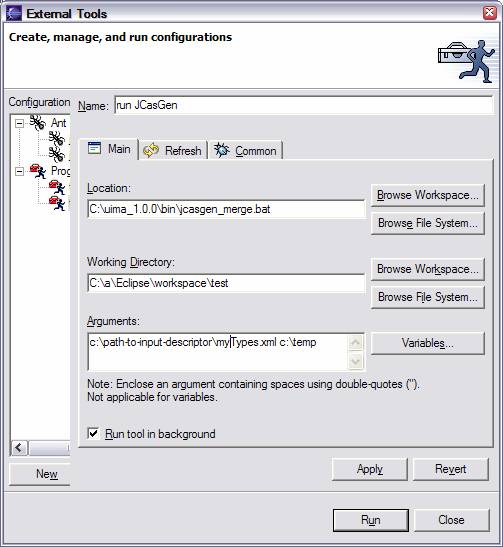 External Tools
Create, manage, and run configurations
Configuration
Name: run JCasGen
Ant
Prog
Main Refresh Common
Location:
C:\uima_1.0.0\bin\jcasgen_merge.bat
Browse Workspace...
Browse File System...
Working Directory:
C:\a\Eclipse\workspace\test
Browse Workspace...
Browse File System...
Arguments:
c:\path-to-input-descriptor\myTypes.xml c:\temp
Variables...
Note: Enclose an argument containing spaces using double-quotes (").
Not applicable for variables.
Run tool in background
New
Apply Revert
Run Close